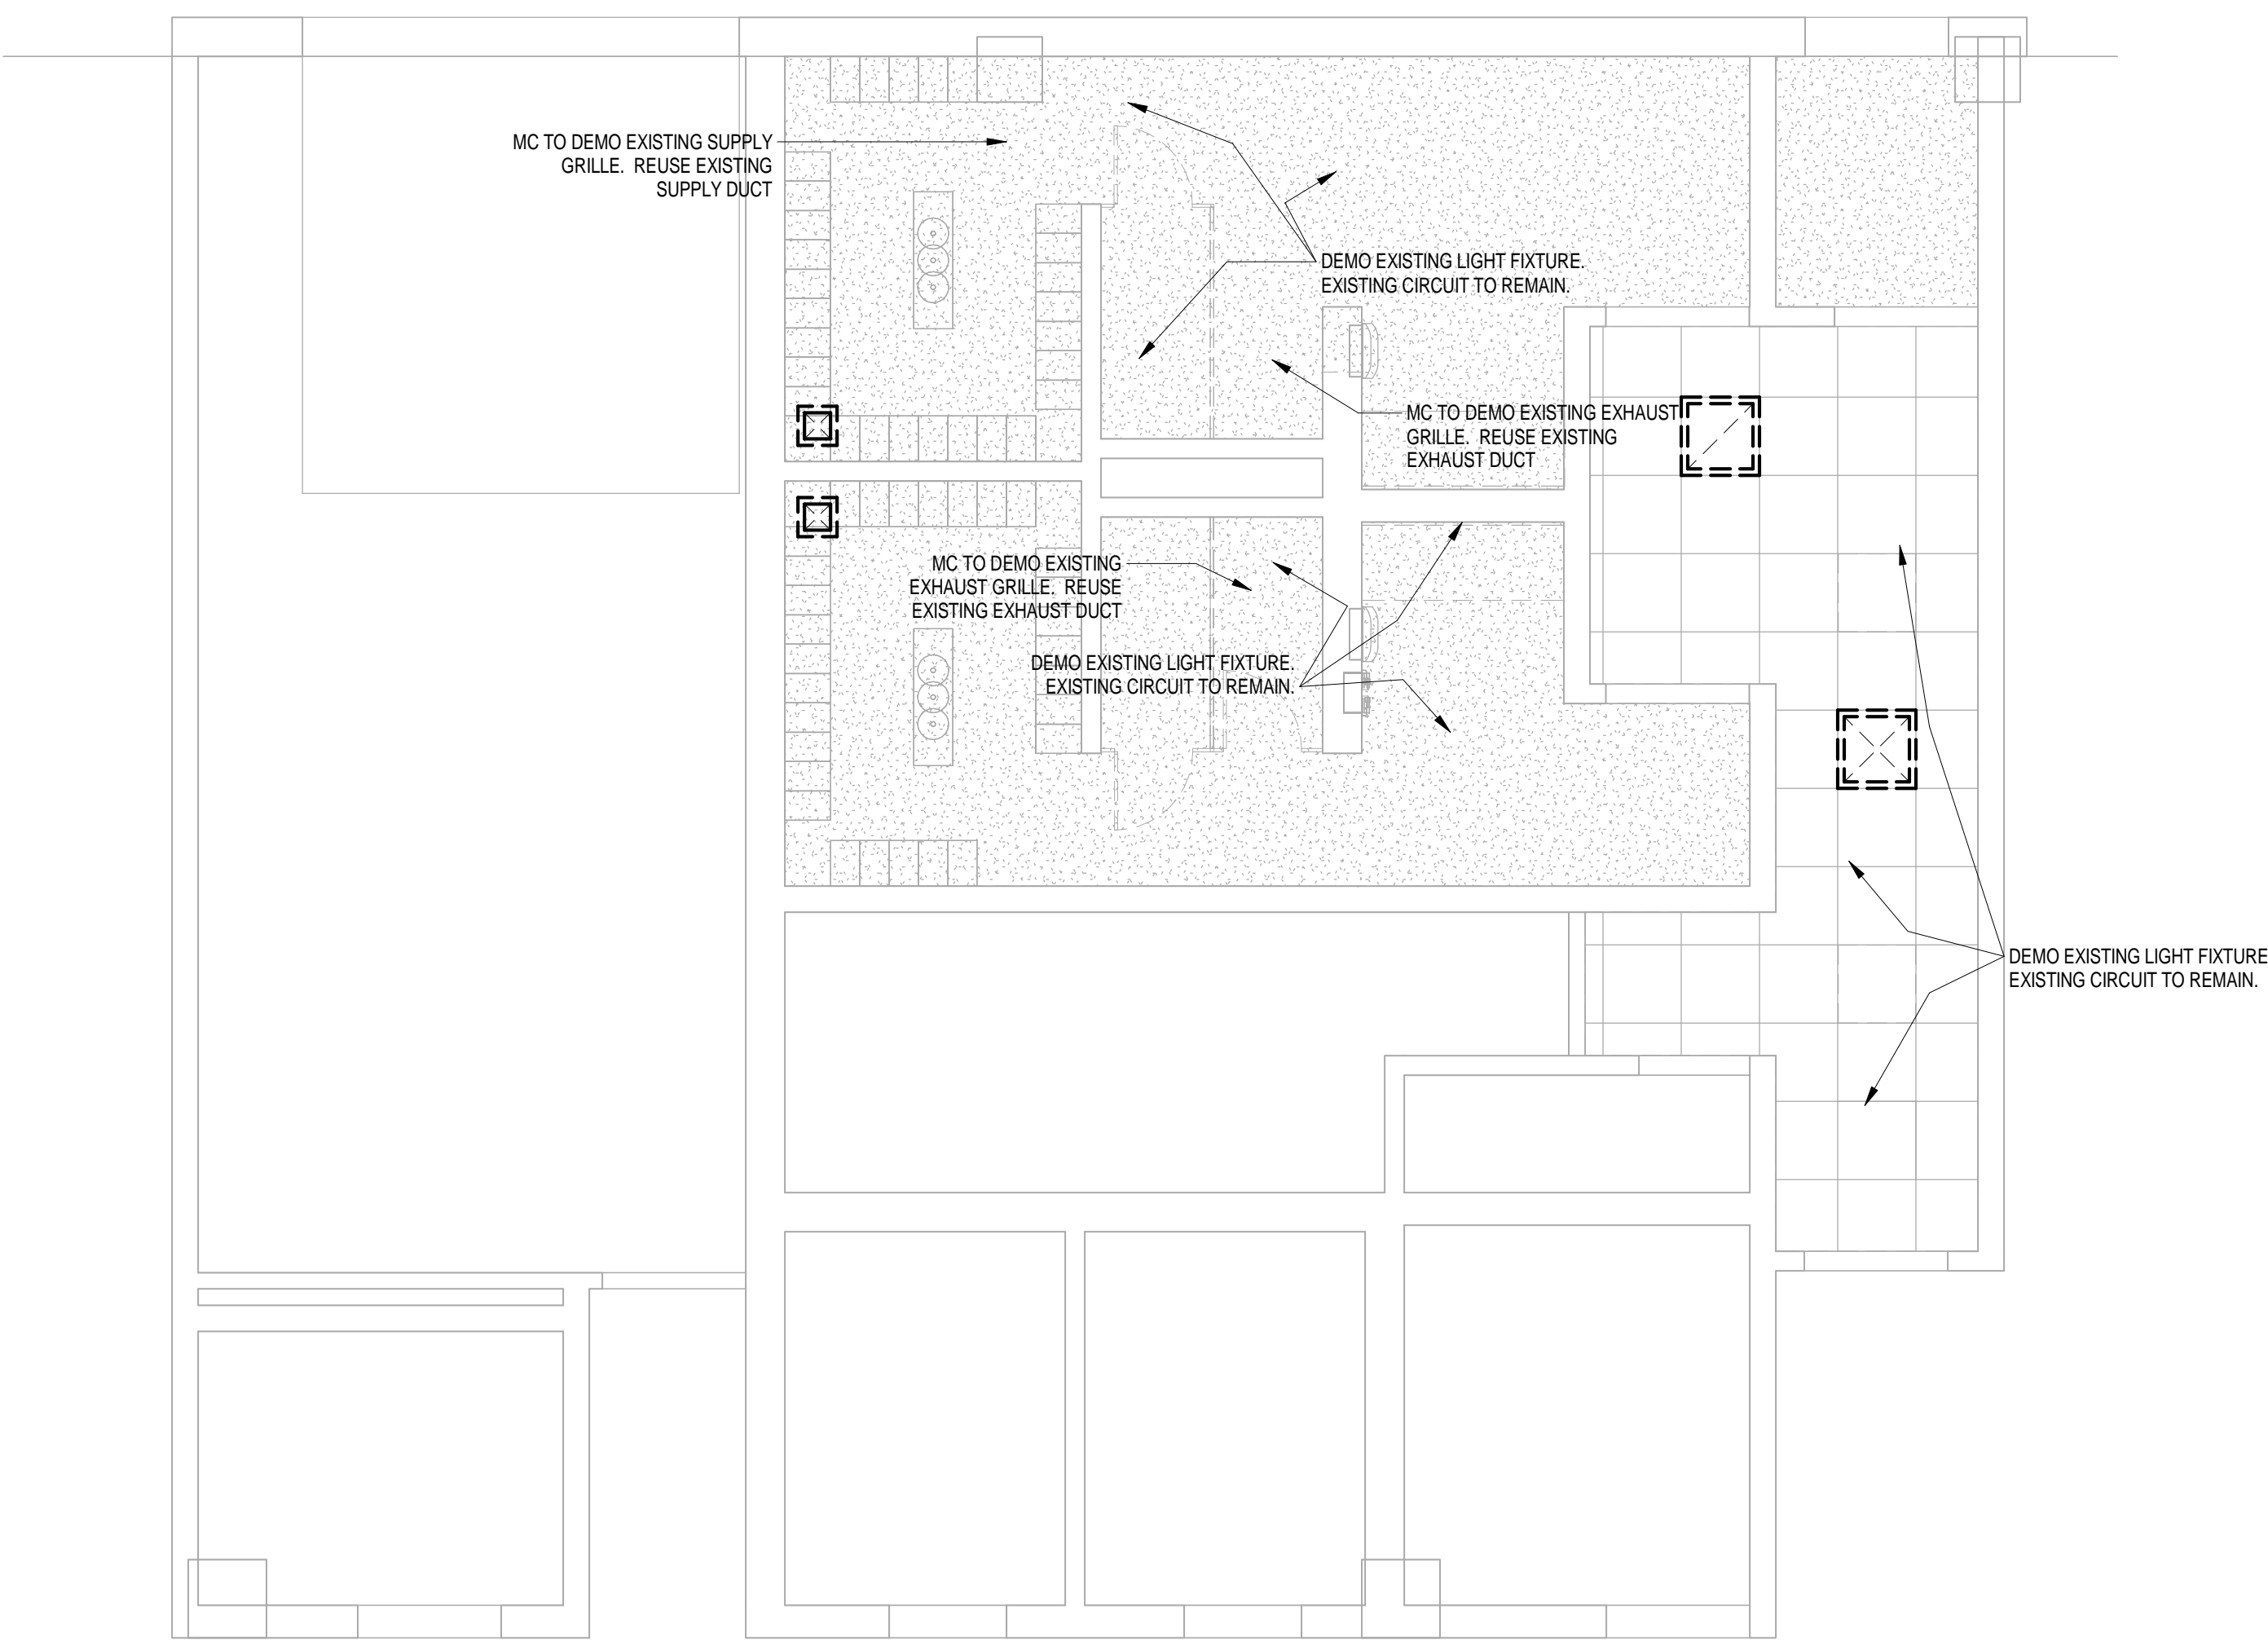 MC TO DEMO EXISTING SUPPLY
GRILLE. REUSE EXISTING
SUPPLY DUCT
DEMO EXISTING LIGHT FIXTURE.
EXISTING CIRCUIT TO REMAIN.
MC TO DEMO EXISTING EXHAUST
GRILLE. REUSE EXISTING
EXHAUST DUCT
MC TO DEMO EXISTING
EXHAUST GRILLE. REUSE
EXISTING EXHAUST DUCT
DEMO EXISTING LIGHT FIXTURE.
EXISTING CIRCUIT TO REMAIN.
DEMO EXISTING LIGHT FIXTURE
EXISTING CIRCUIT TO REMAIN.